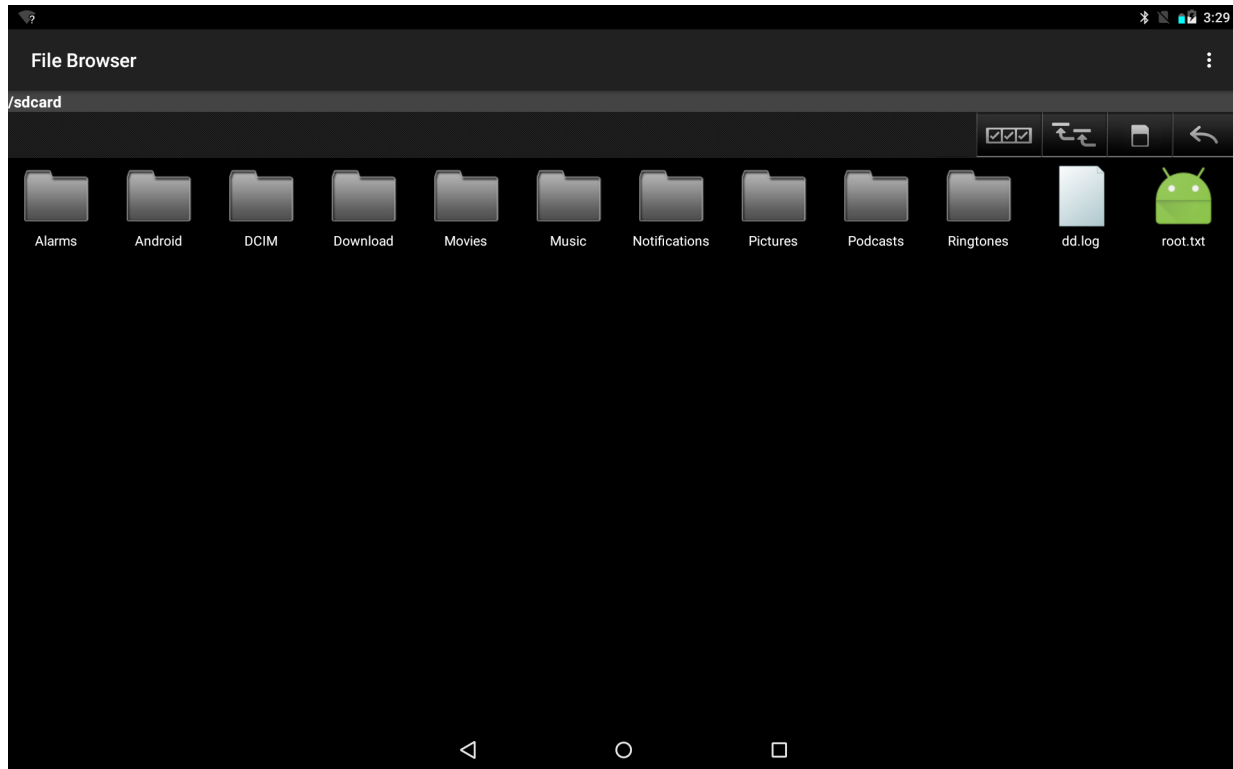 ? 3:29
File Browser
/sdcard
Alarms Android DCIM Download Movies Music Notifications Pictures Podcasts Ringtones dd.log root.txt